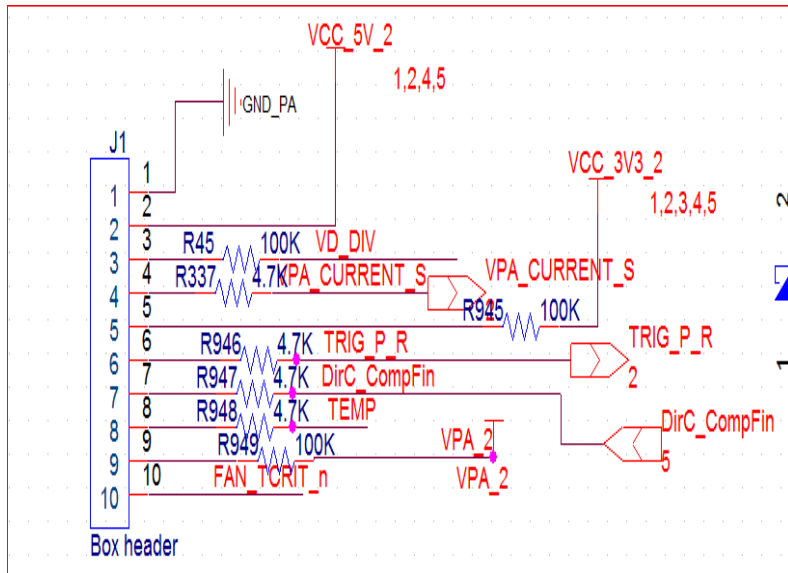 VCC_5V_2
1,2,4,5
GND_PA
J1
VCC_3V3_2
1,2,3,4,5
2
1
1
2
2
3
R45 100K VD_DIV
3
4
R337 4.7K VPA_CURRENT_S VPA_CURRENT_S
4
5
R945 100K
5
6
R946 4.7K TRIG_P_R TRIG_P_R
6
2
7
R947 4.7K DirC_CompFin
7
1
8
R948 4.7K TEMP
8
DirC_CompFin
5
9
R949 100K VPA_2
9
VPA_2
10
FAN_TCRIT_n
10
Box header